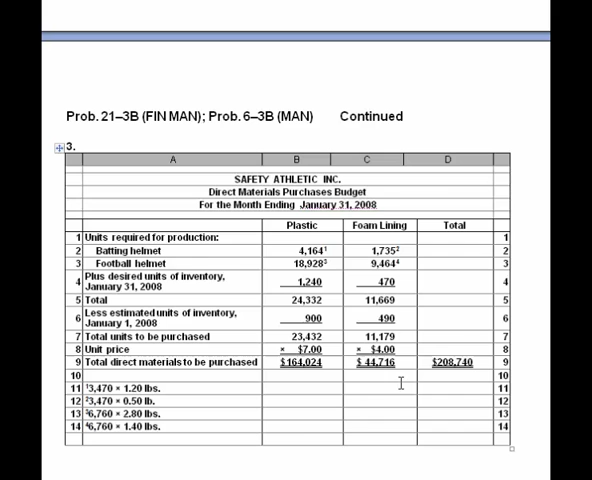 Prob. 21–3B (FIN MAN); Prob. 6–3B (MAN) Continued
3.
A B C D
SAFETY ATHLETIC INC.
Direct Materials Purchases Budget
For the Month Ending January 31, 2008
Plastic Foam Lining Total
1 Units required for production: 1
2 Batting helmet 4,164¹ 1,735² 2
3 Football helmet 18,928³ 9,464⁴ 3
4 Plus desired units of inventory, January 31, 2008 1,240 470 4
5 Total 24,332 11,669 5
6 Less estimated units of inventory, January 1, 2008 900 490 6
7 Total units to be purchased 23,432 11,179 7
8 Unit price × $7.00 × $4.00 8
9 Total direct materials to be purchased $164,024 $ 44,716 $208,740 9
10 10
11 ¹3,470 × 1.20 lbs. 11
12 ²3,470 × 0.50 lb. 12
13 ³6,760 × 2.80 lbs. 13
14 ⁴6,760 × 1.40 lbs. 14